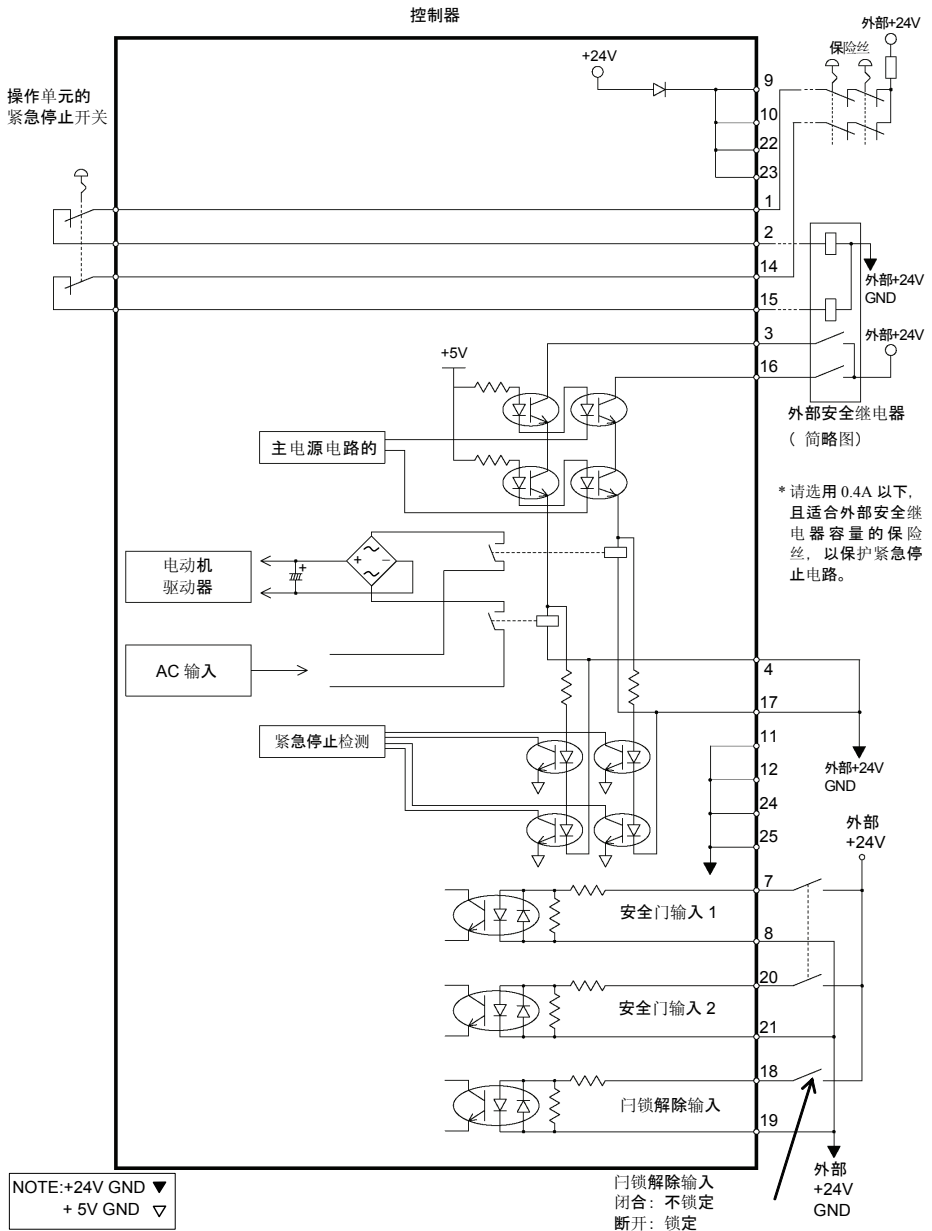 控制器
外部+24V
保险丝
+24V
9
10
22
23
操作单元的
紧急停止开关
1
2
14
15
外部+24V
GND
3
16
外部+24V
+5V
外部安全继电器
( 简略图)
主电源电路的
* 请选用 0.4A 以下,
且适合外部安全继
电器容量的保险
丝, 以保护紧急停
止电路。
电动机
驱动器
+
−
+
AC 输入
4
17
紧急停止检测
11
12
24
25
外部+24V
GND
外部
+24V
7
安全门输入 1
8
20
安全门输入 2
21
18
闩锁解除输入
19
外部
+24V
GND
闩锁解除输入
闭合: 不锁定
断开: 锁定
NOTE:+24V GND ▼
+ 5V GND ▽